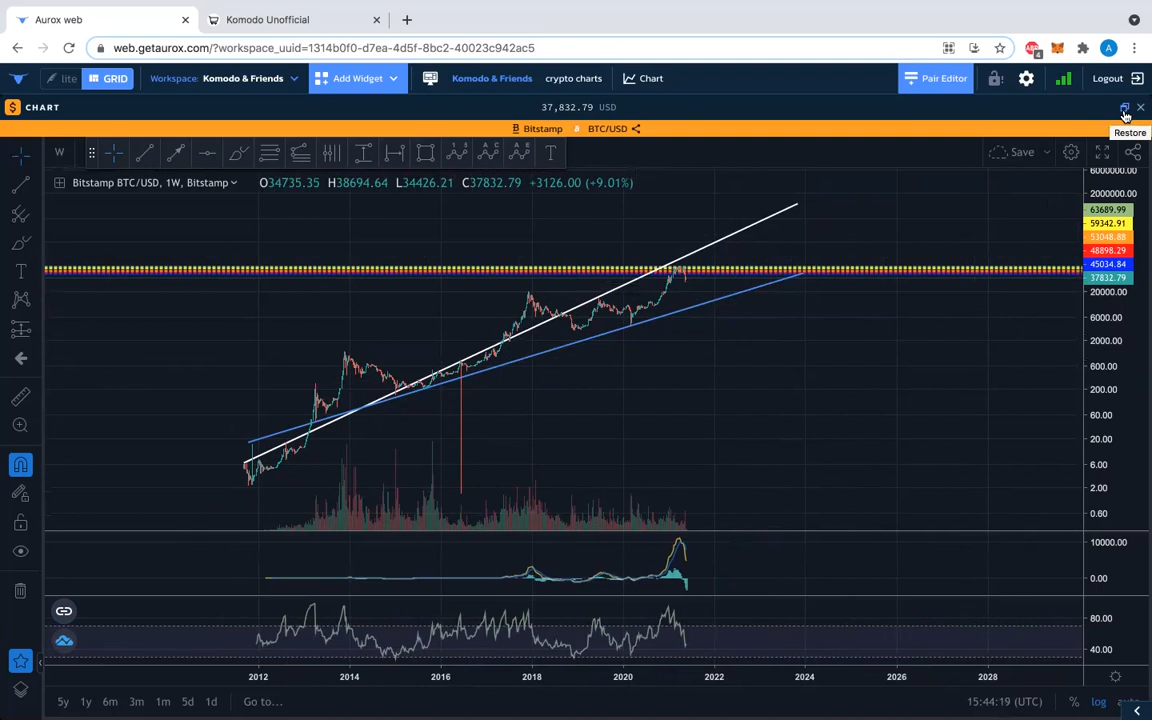 Aurox web
Komodo Unofficial
web.getaurox.com/?workspace_uuid=1314b0f0-d7ea-4d5f-8bc2-40023c942ac5
4
A
lite
GRID
Workspace: Komodo & Friends
Add Widget
Komodo & Friends
crypto charts
Chart
Pair Editor
Logout
$ CHART
37,832.79 USD
Restore
Bitstamp
BTC/USD
W
Save
Bitstamp BTC/USD, 1W, Bitstamp
O34735.35 H38694.64 L34426.21 C37832.79 +3126.00 (+9.01%)
6000000.00
2000000.00
63689.99
59342.91
53048.88
48898.29
45034.84
37832.79
20000.00
6000.00
2000.00
600.00
200.00
60.00
20.00
6.00
2.00
0.60
10000.00
0.00
80.00
40.00
2012 2014 2016 2018 2020 2022 2024 2026 2028
5y 1y 6m 3m 1m 5d 1d Go to...
15:44:19 (UTC) % log auto